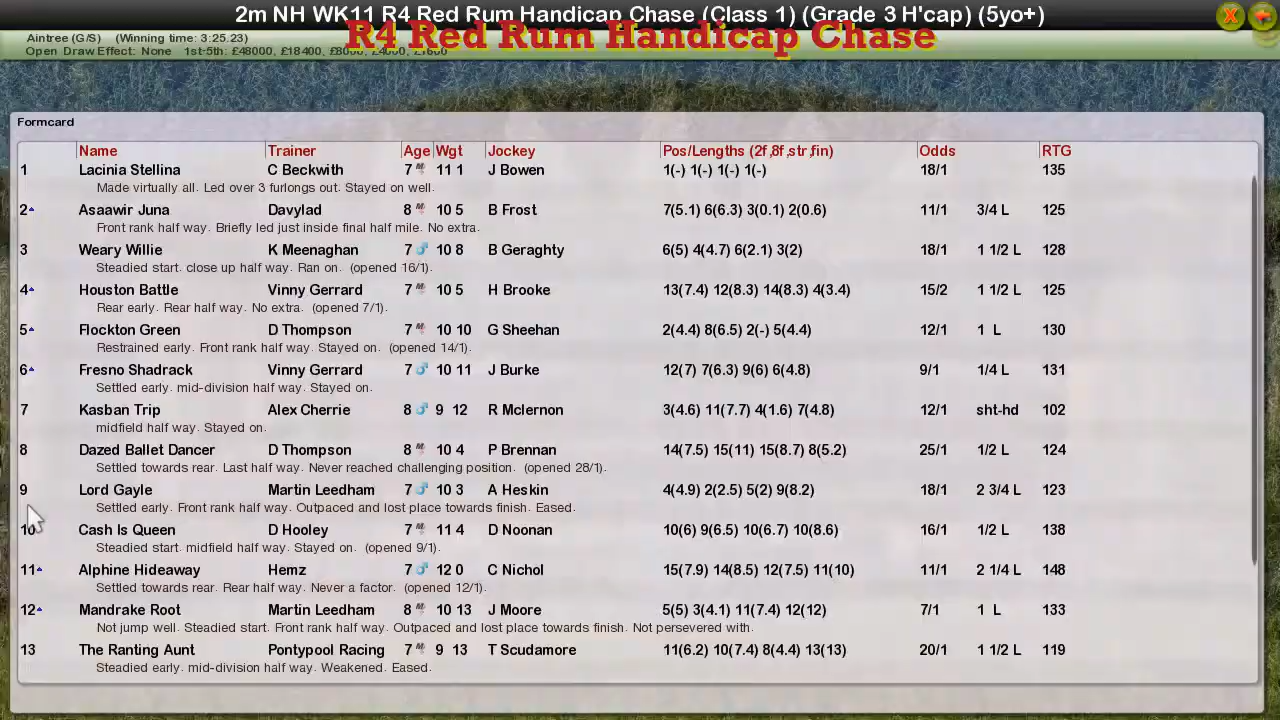 2m NH WK11 R4 Red Rum Handicap Chase (Class 1) (Grade 3 H'cap) (5yo+)
R4 Red Rum Handicap Chase
Aintree (G/S) (Winning time: 3:25.23)
Open Draw Effect: None 1st-5th: £48000, £18400, £8000, £4000, £1600
Formcard
Name Trainer Age Wgt Jockey Pos/Lengths (2f,8f,str,fin) Odds RTG
1 Lacinia Stellina C Beckwith 7 11 1 J Bowen 1(-) 1(-) 1(-) 1(-) 18/1 135
Made virtually all. Led over 3 furlongs out. Stayed on well.
2 Asaawir Juna Davylad 8 10 5 B Frost 7(5.1) 6(6.3) 3(0.1) 2(0.6) 11/1 3/4 L 125
Front rank half way. Briefly led just inside final half mile. No extra.
3 Weary Willie K Meenaghan 7 10 8 B Geraghty 6(5) 4(4.7) 6(2.1) 3(2) 18/1 1 1/2 L 128
Steadied start. close up half way. Ran on. (opened 16/1).
4 Houston Battle Vinny Gerrard 7 10 5 H Brooke 13(7.4) 12(8.3) 14(8.3) 4(3.4) 15/2 1 1/2 L 125
Rear early. Rear half way. No extra. (opened 7/1).
5 Flockton Green D Thompson 7 10 10 G Sheehan 2(4.4) 8(6.5) 2(-) 5(4.4) 12/1 1 L 130
Restrained early. Front rank half way. Stayed on. (opened 14/1).
6 Fresno Shadrack Vinny Gerrard 7 10 11 J Burke 12(7) 7(6.3) 9(6) 6(4.8) 9/1 1/4 L 131
Settled early. mid-division half way. Stayed on.
7 Kasban Trip Alex Cherrie 8 9 12 R Mclernon 3(4.6) 11(7.7) 4(1.6) 7(4.8) 12/1 sht-hd 102
midfield half way. Stayed on.
8 Dazed Ballet Dancer D Thompson 8 10 4 P Brennan 14(7.5) 15(11) 15(8.7) 8(5.2) 25/1 1/2 L 124
Settled towards rear. Last half way. Never reached challenging position. (opened 28/1).
9 Lord Gayle Martin Leedham 7 10 3 A Heskin 4(4.9) 2(2.5) 5(2) 9(8.2) 18/1 2 3/4 L 123
Settled early. Front rank half way. Outpaced and lost place towards finish. Eased.
10 Cash Is Queen D Hooley 7 11 4 D Noonan 10(6) 9(6.5) 10(6.7) 10(8.6) 16/1 1/2 L 138
Steadied start. midfield half way. Stayed on. (opened 9/1).
11 Alphine Hideaway Hemz 7 12 0 C Nichol 15(7.9) 14(8.5) 12(7.5) 11(10) 11/1 2 1/4 L 148
Settled towards rear. Rear half way. Never a factor. (opened 12/1).
12 Mandrake Root Martin Leedham 8 10 13 J Moore 5(5) 3(4.1) 11(7.4) 12(12) 7/1 1 L 133
Not jump well. Steadied start. Front rank half way. Outpaced and lost place towards finish. Not persevered with.
13 The Ranting Aunt Pontypool Racing 7 9 13 T Scudamore 11(6.2) 10(7.4) 8(4.4) 13(13) 20/1 1 1/2 L 119
Steadied early. mid-division half way. Weakened. Eased.